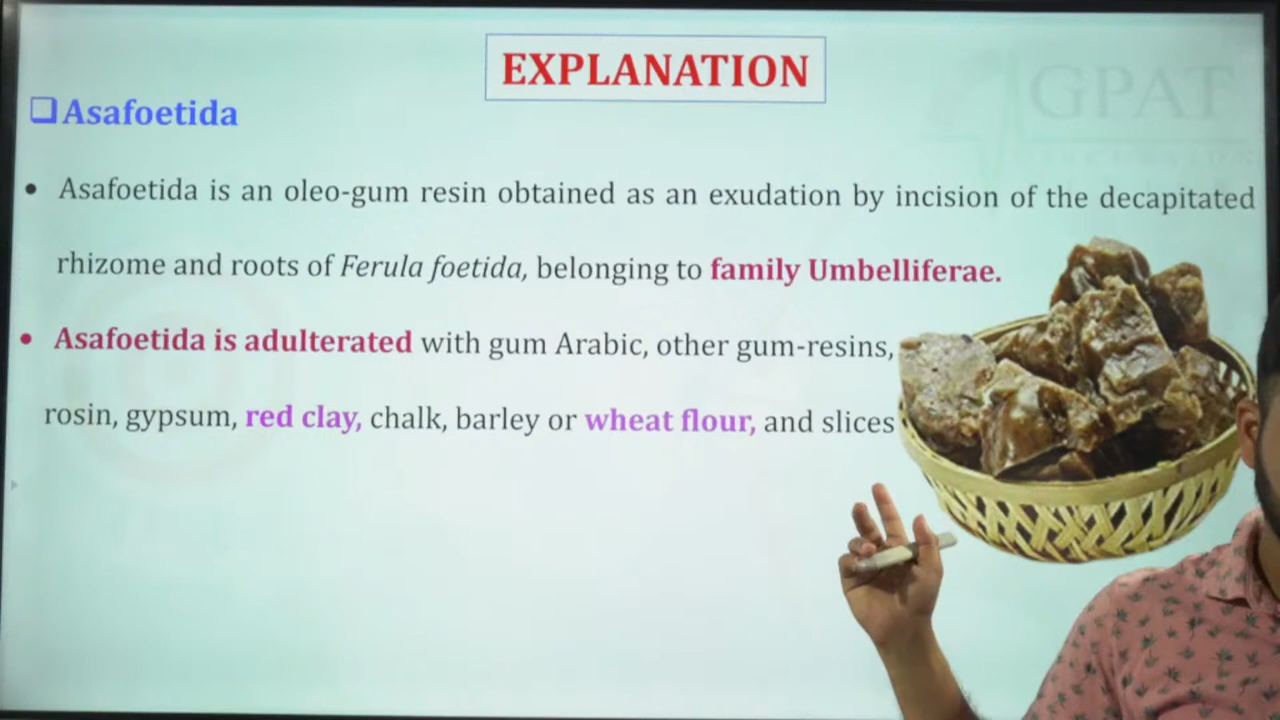 EXPLANATION
GPAT
❑Asafoetida
• Asafoetida is an oleo-gum resin obtained as an exudation by incision of the decapitated
rhizome and roots of Ferula foetida, belonging to family Umbelliferae.
• Asafoetida is adulterated with gum Arabic, other gum-resins,
rosin, gypsum, red clay, chalk, barley or wheat flour, and slices